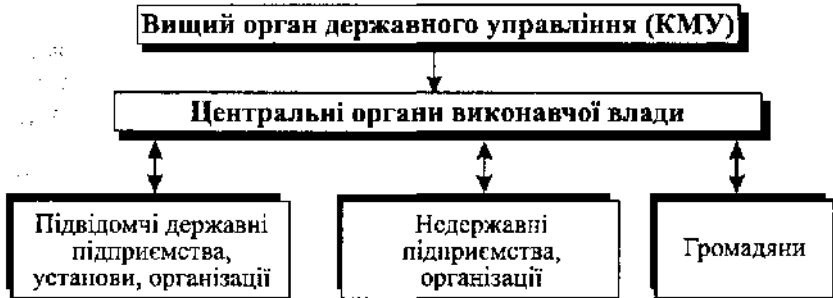 Вищий орган державного управління (КМУ)
Центральні органи виконавчої влади
Підвідомчі державні
підприємства,
установи, організації
Недержавні
підприємства,
організації
Громадяни